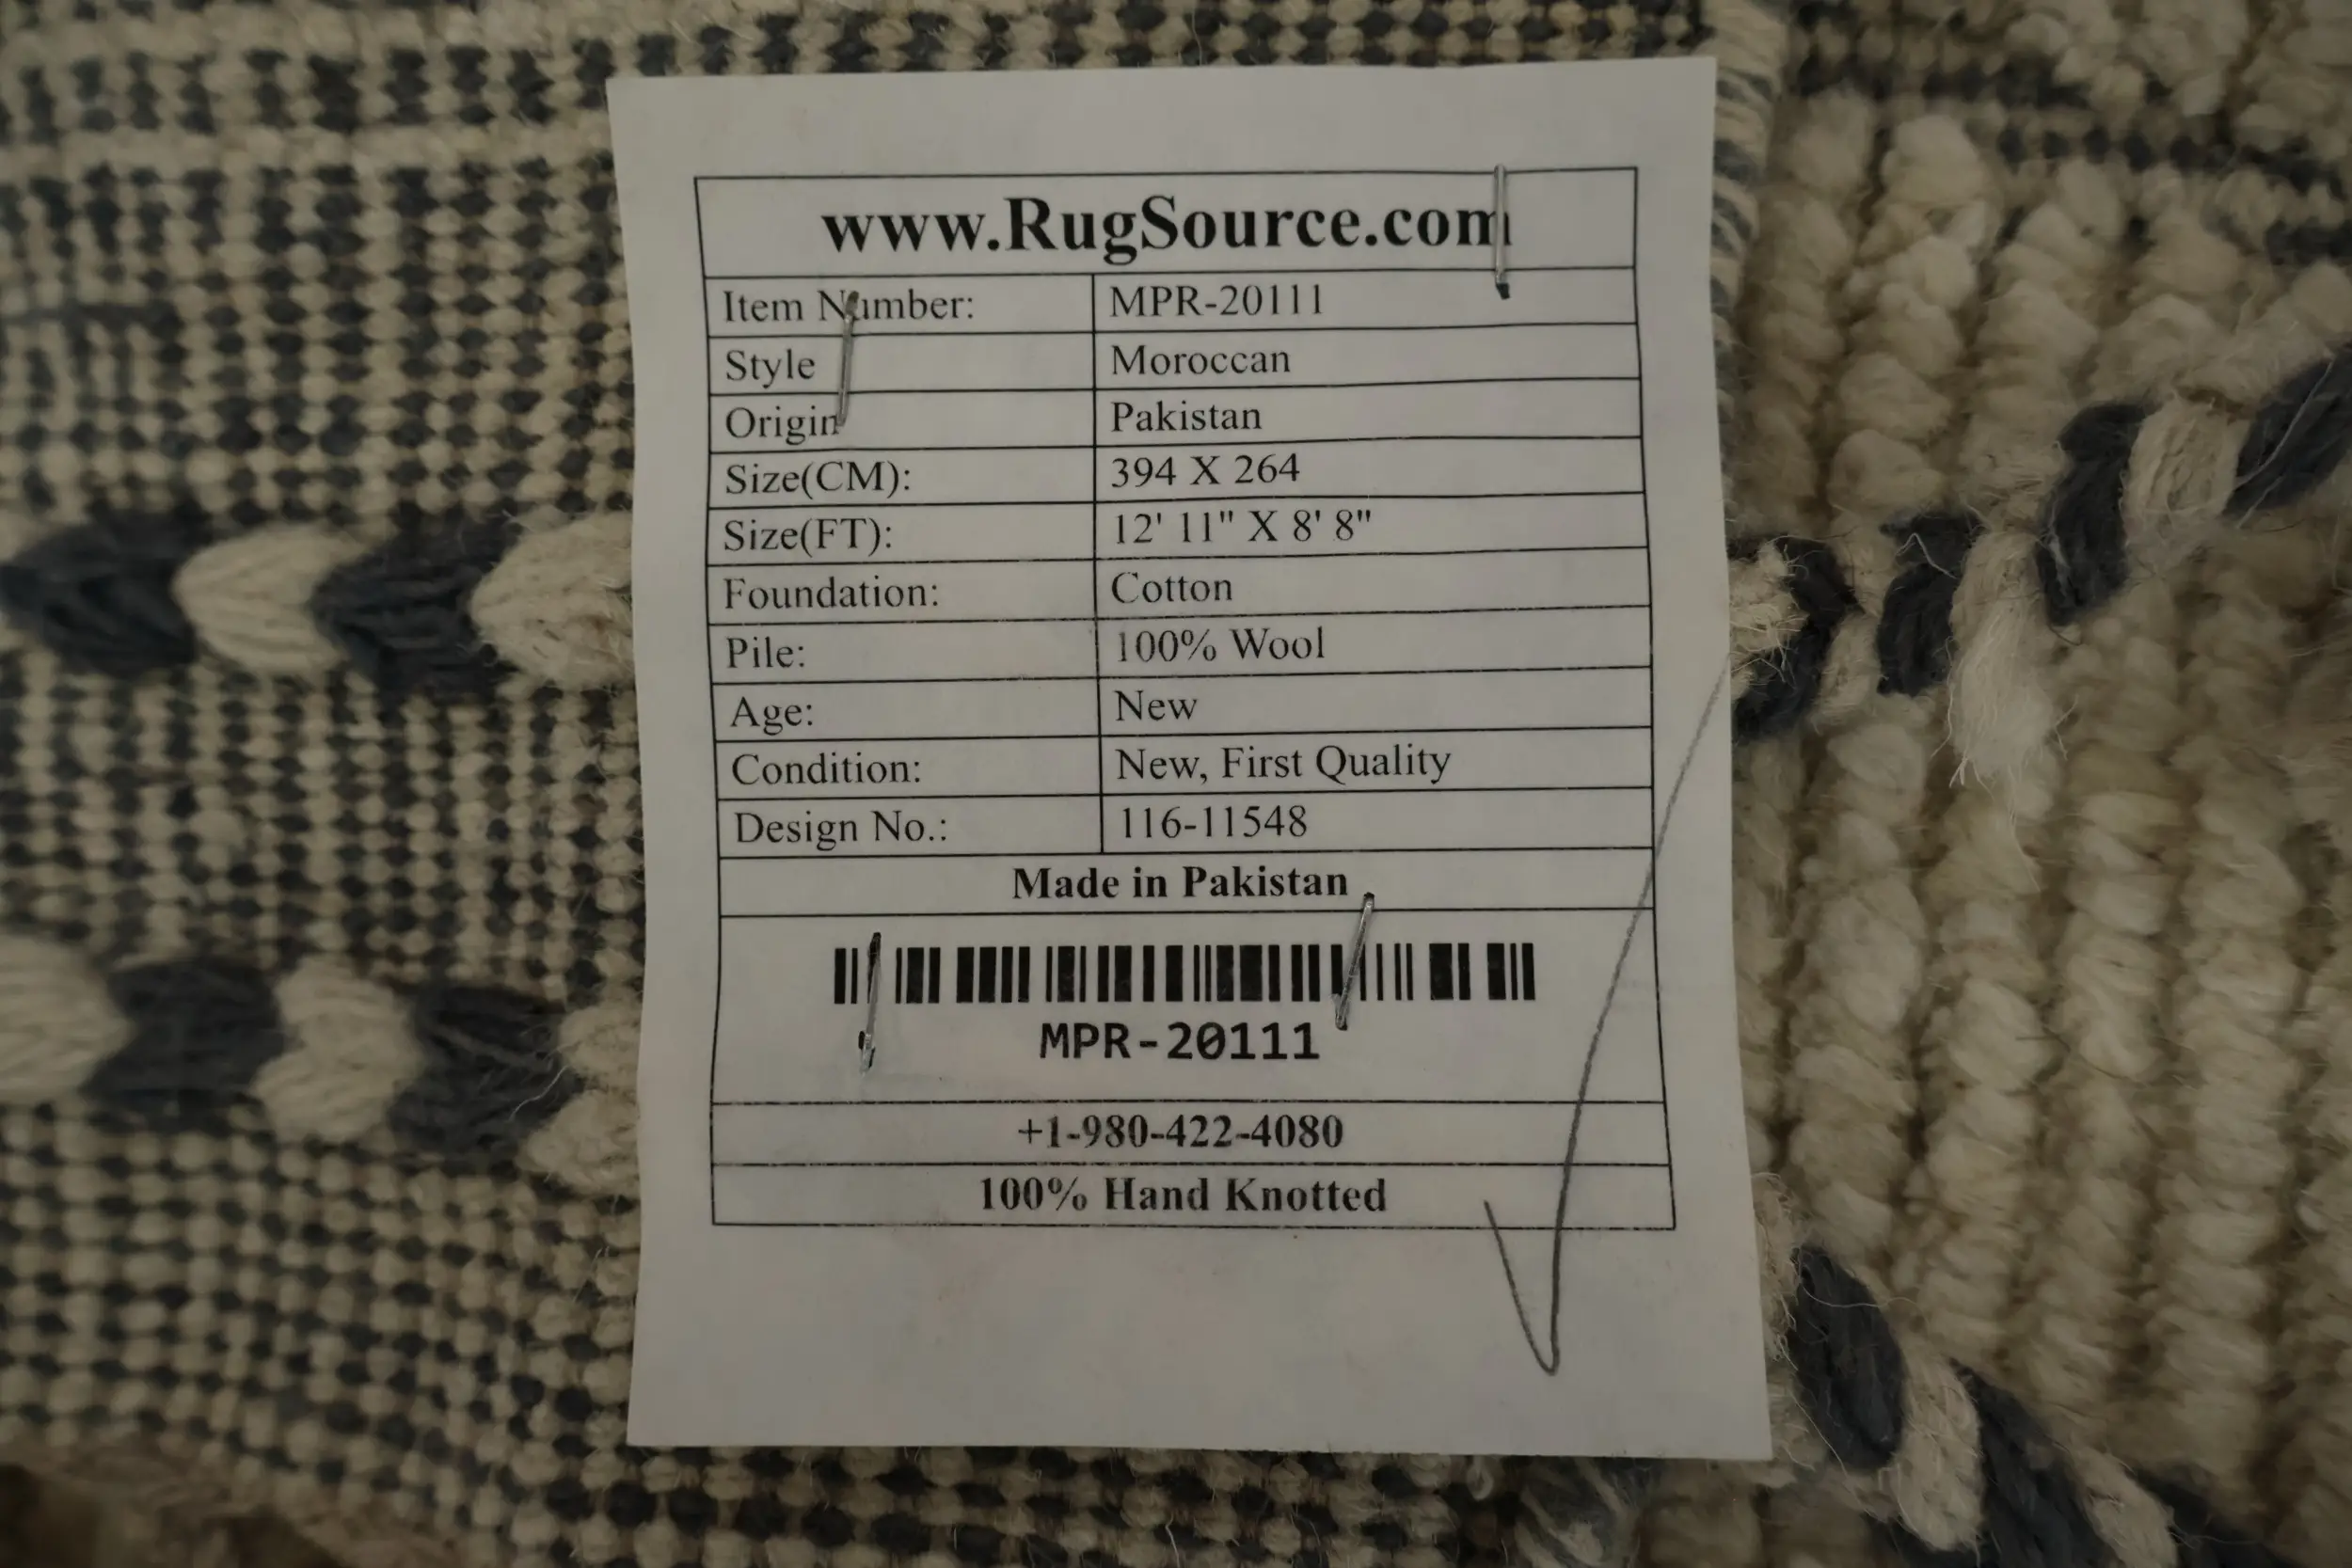 www.RugSource.com
Item Number: MPR-20111
Style Moroccan
Origin Pakistan
Size(CM): 394 X 264
Size(FT): 12' 11" X 8' 8"
Foundation: Cotton
Pile: 100% Wool
Age: New
Condition: New, First Quality
Design No.: 116-11548
Made in Pakistan
MPR-20111
+1-980-422-4080
100% Hand Knotted